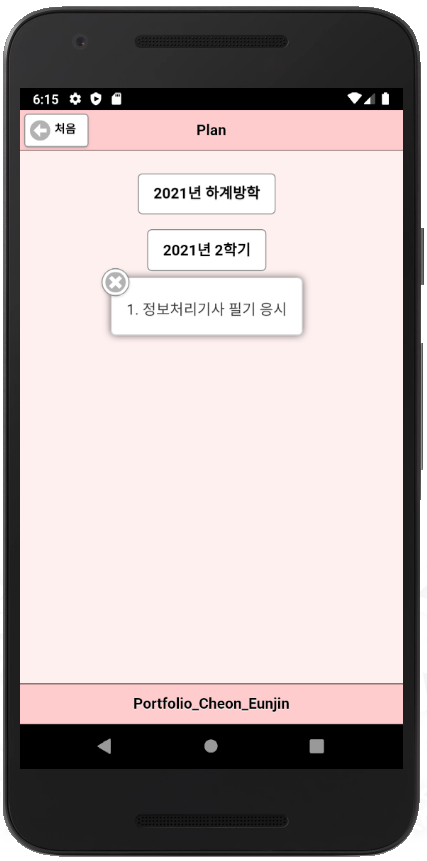 6:15
처음
Plan
2021년 하계방학
2021년 2학기
1. 정보처리기사 필기 응시
Portfolio_Cheon_Eunjin